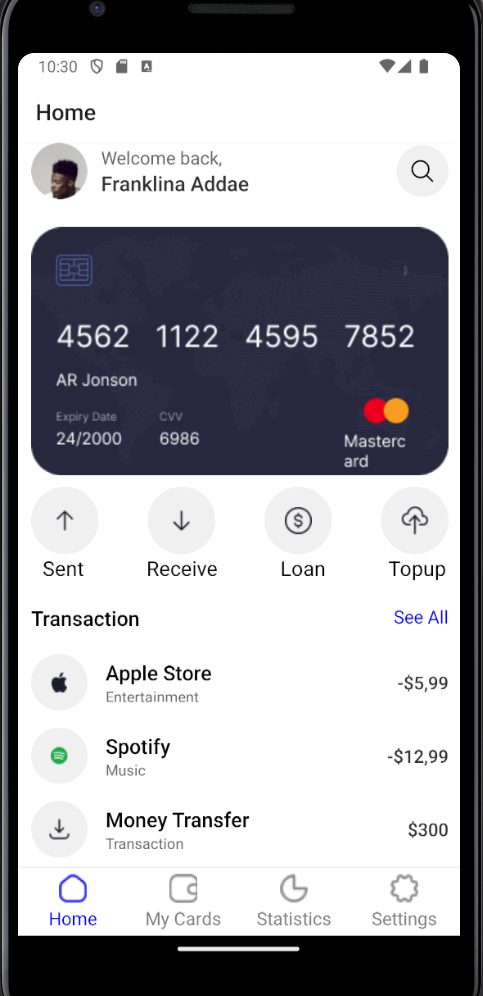 10:30
Home
Welcome back,
Franklina Addae
4562 1122 4595 7852
AR Jonson
Expiry Date CVV
24/2000 6986
Masterc
ard
Sent Receive Loan Topup
Transaction See All
Apple Store
Entertainment
-$5,99
Spotify
Music
-$12,99
Money Transfer
Transaction
$300
Home My Cards Statistics Settings